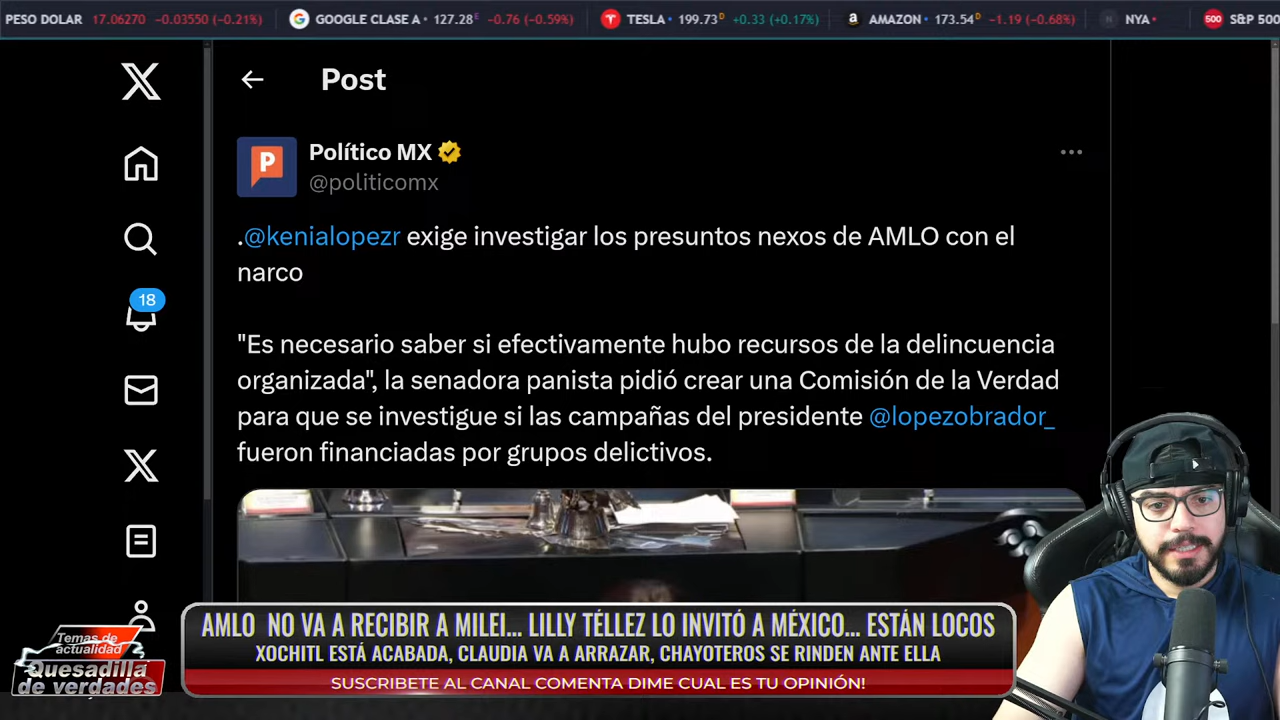 PESO DOLAR 17.06270 −0.03550 (−0.21%) GOOGLE CLASE A • 127.28 E −0.76 (−0.59%) TESLA • 199.73 D +0.33 (+0.17%) AMAZON • 173.54 D −1.19 (−0.68%) N NYA • 500 S&P 500
Post
P Político MX
@politicomx
.@kenialopezr exige investigar los presuntos nexos de AMLO con el
narco
18
"Es necesario saber si efectivamente hubo recursos de la delincuencia
organizada", la senadora panista pidió crear una Comisión de la Verdad
para que se investigue si las campañas del presidente @lopezobrador_
fueron financiadas por grupos delictivos.
AMLO NO VA A RECIBIR A MILEI... LILLY TÉLLEZ LO INVITÓ A MÉXICO... ESTÁN LOCOS
XOCHITL ESTÁ ACABADA, CLAUDIA VA A ARRAZAR, CHAYOTEROS SE RINDEN ANTE ELLA
SUSCRIBETE AL CANAL COMENTA DIME CUAL ES TU OPINIÓN!
Temas de
actualidad
Quesadilla
de verdades